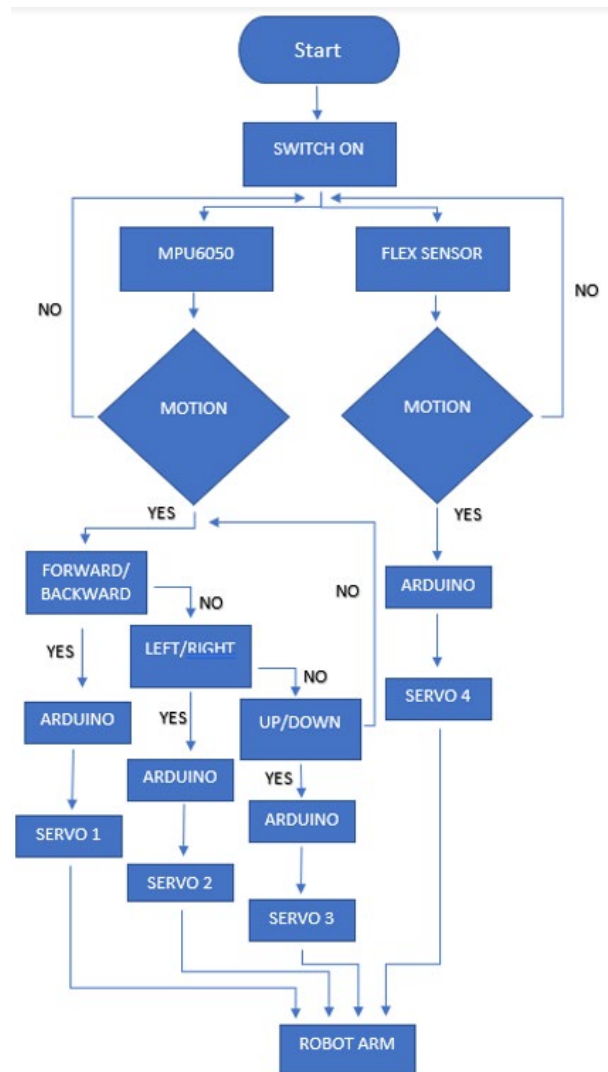 Start
SWITCH ON
MPU6050
FLEX SENSOR
NO
NO
MOTION
MOTION
YES
YES
FORWARD/
BACKWARD
NO
NO
ARDUINO
YES
LEFT/RIGHT
NO
SERVO 4
ARDUINO
YES
UP/DOWN
ARDUINO
YES
SERVO 1
ARDUINO
SERVO 2
SERVO 3
ROBOT ARM